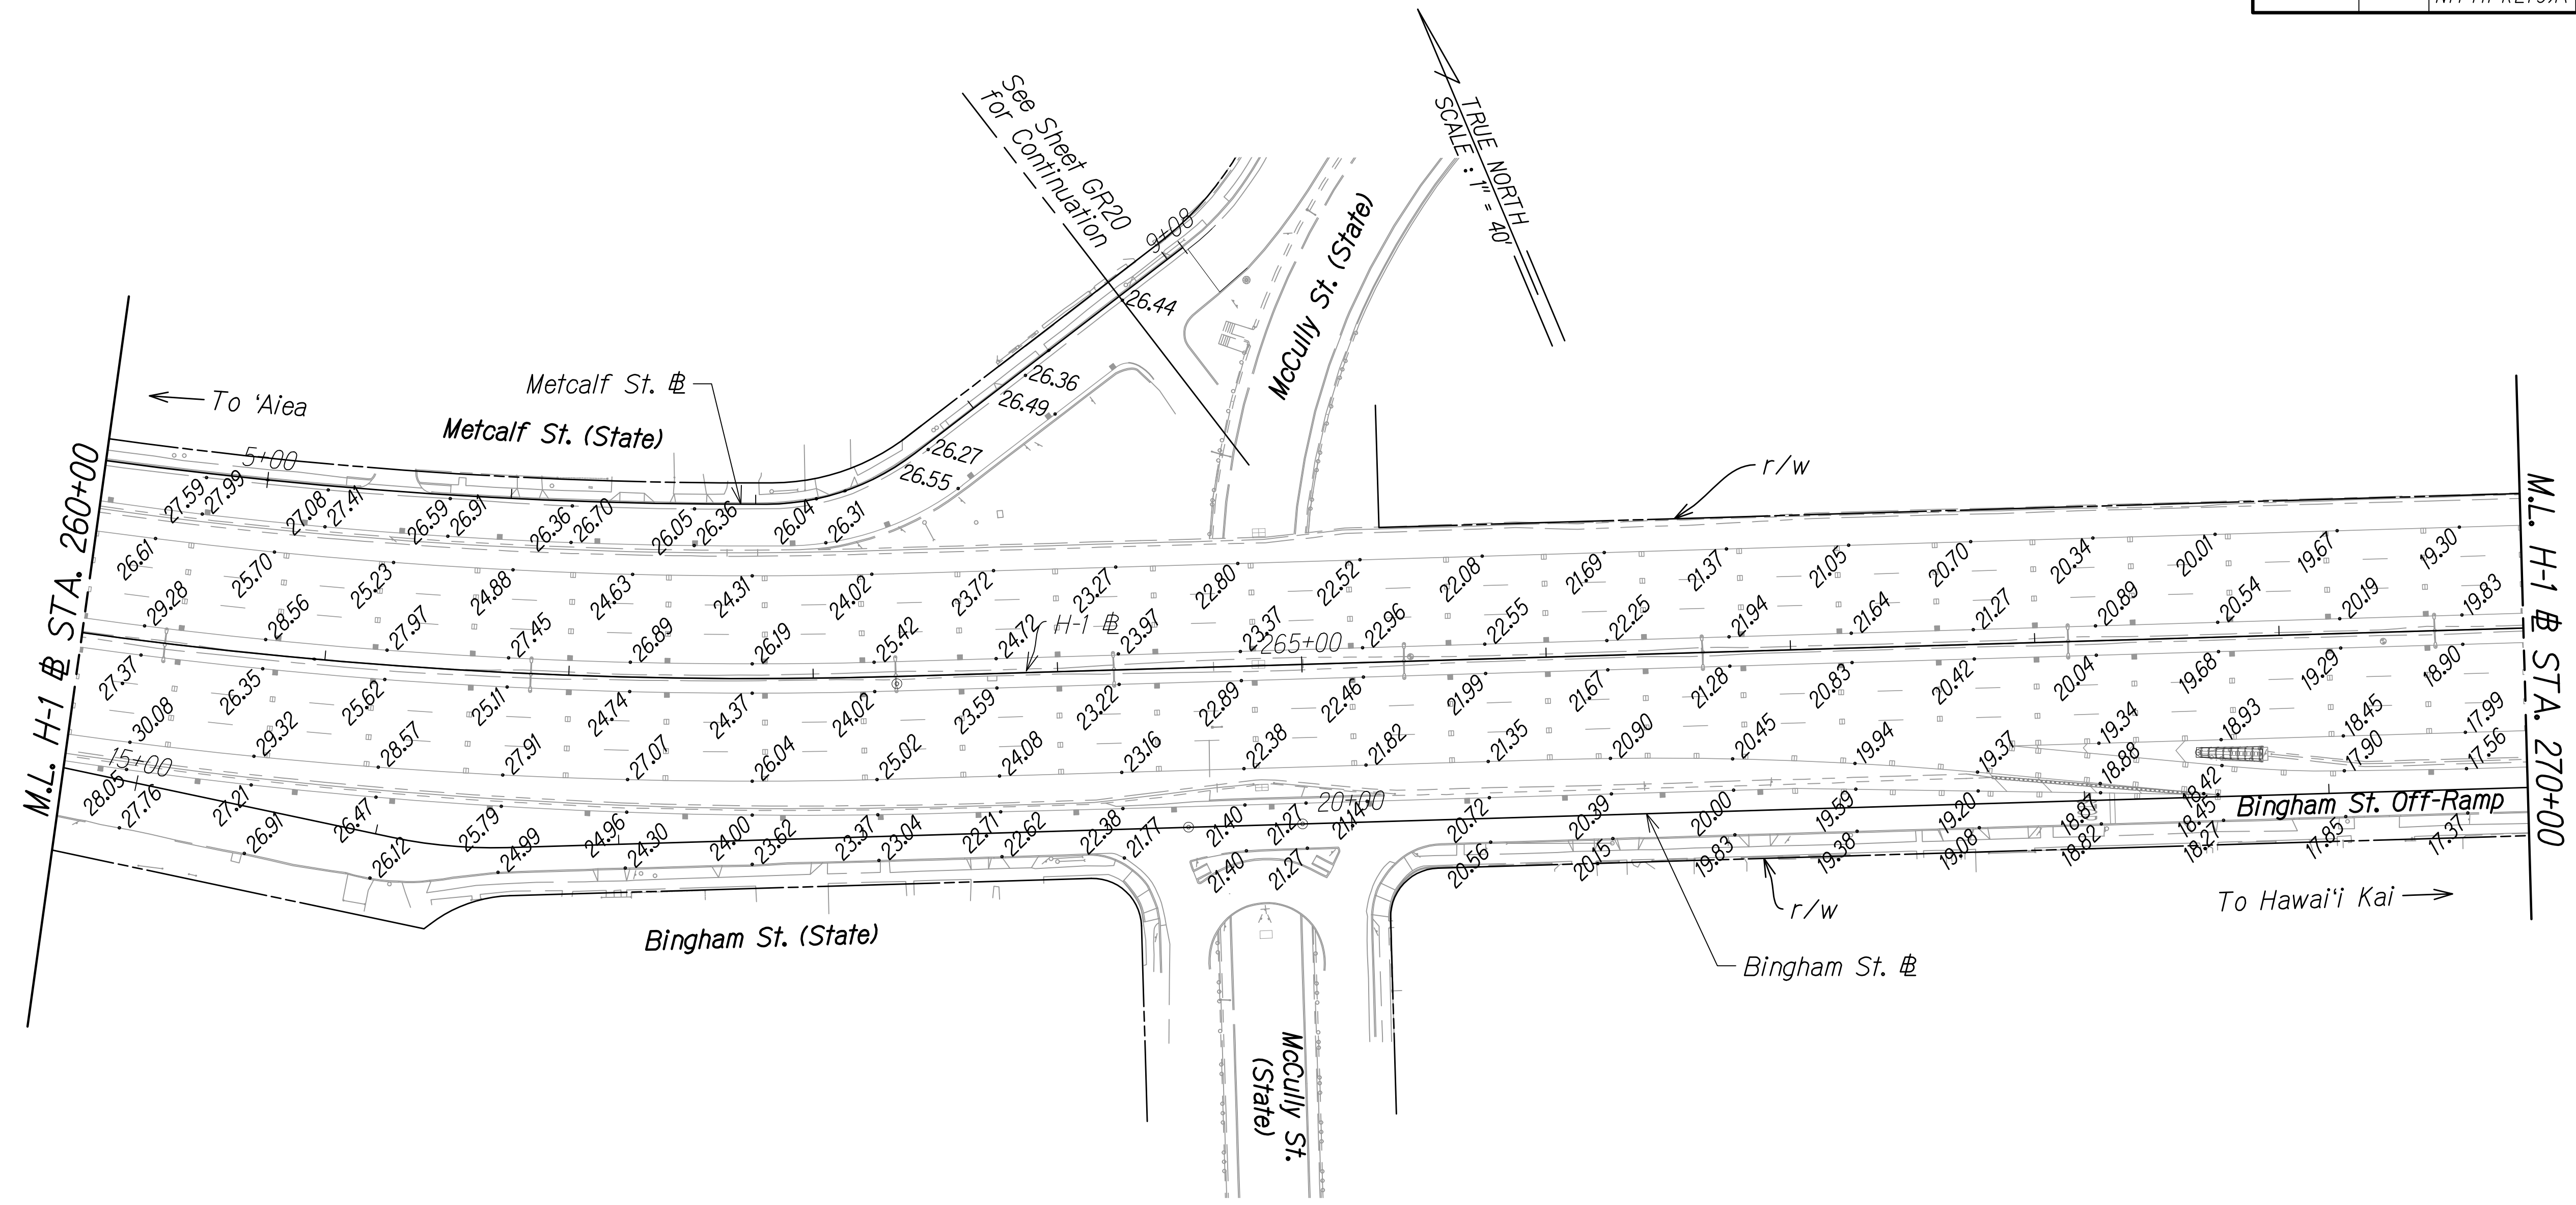 See Sheet GR20
for Continuation
TRUE NORTH
SCALE : 1" = 40'
9+08
McCully St. (State)
26.44
26.36
26.49
26.27
26.55
Metcalf St. BL
To ‘Aiea
Metcalf St. (State)
5+00
r/w
M.L. H-1 BL STA. 260+00
M.L. H-1 BL STA. 270+00
27.59 27.99 27.08 27.41 26.59 26.91 26.36 26.70 26.05 26.36 26.04 26.31
26.61 25.70 25.23 24.88 24.63 24.31 24.02 23.72 23.27 22.80 22.52 22.08 21.69 21.37 21.05 20.70 20.34 20.01 19.67 19.30
29.28 28.56 27.97 27.45 26.89 26.19 25.42 24.72 23.97 23.37 22.96 22.55 22.25 21.94 21.64 21.27 20.89 20.54 20.19 19.83
H-1 BL
265+00
27.37 26.35 25.62 25.11 24.74 24.37 24.02 23.59 23.22 22.89 22.46 21.99 21.67 21.28 20.83 20.42 20.04 19.68 19.29 18.90
30.08 29.32 28.57 27.91 27.07 26.04 25.02 24.08 23.16 22.38 21.82 21.35 20.90 20.45 19.94 19.37 19.34 18.93 18.45 17.99
18.88 18.42 17.90 17.56
15+00
20+00
28.05 27.21 26.47 25.79 24.96 24.00 23.37 22.71 22.38 21.40 21.27 21.14 20.72 20.39 20.00 19.59 19.20 18.87 18.45
Bingham St. Off-Ramp
27.76 26.91 26.12 24.99 24.30 23.62 23.04 22.62 21.77 21.40 21.27 20.56 20.15 19.83 19.38 19.08 18.82 18.27 17.85 17.37
r/w
To Hawai‘i Kai
Bingham St. (State)
Bingham St. BL
McCully St.
(State)